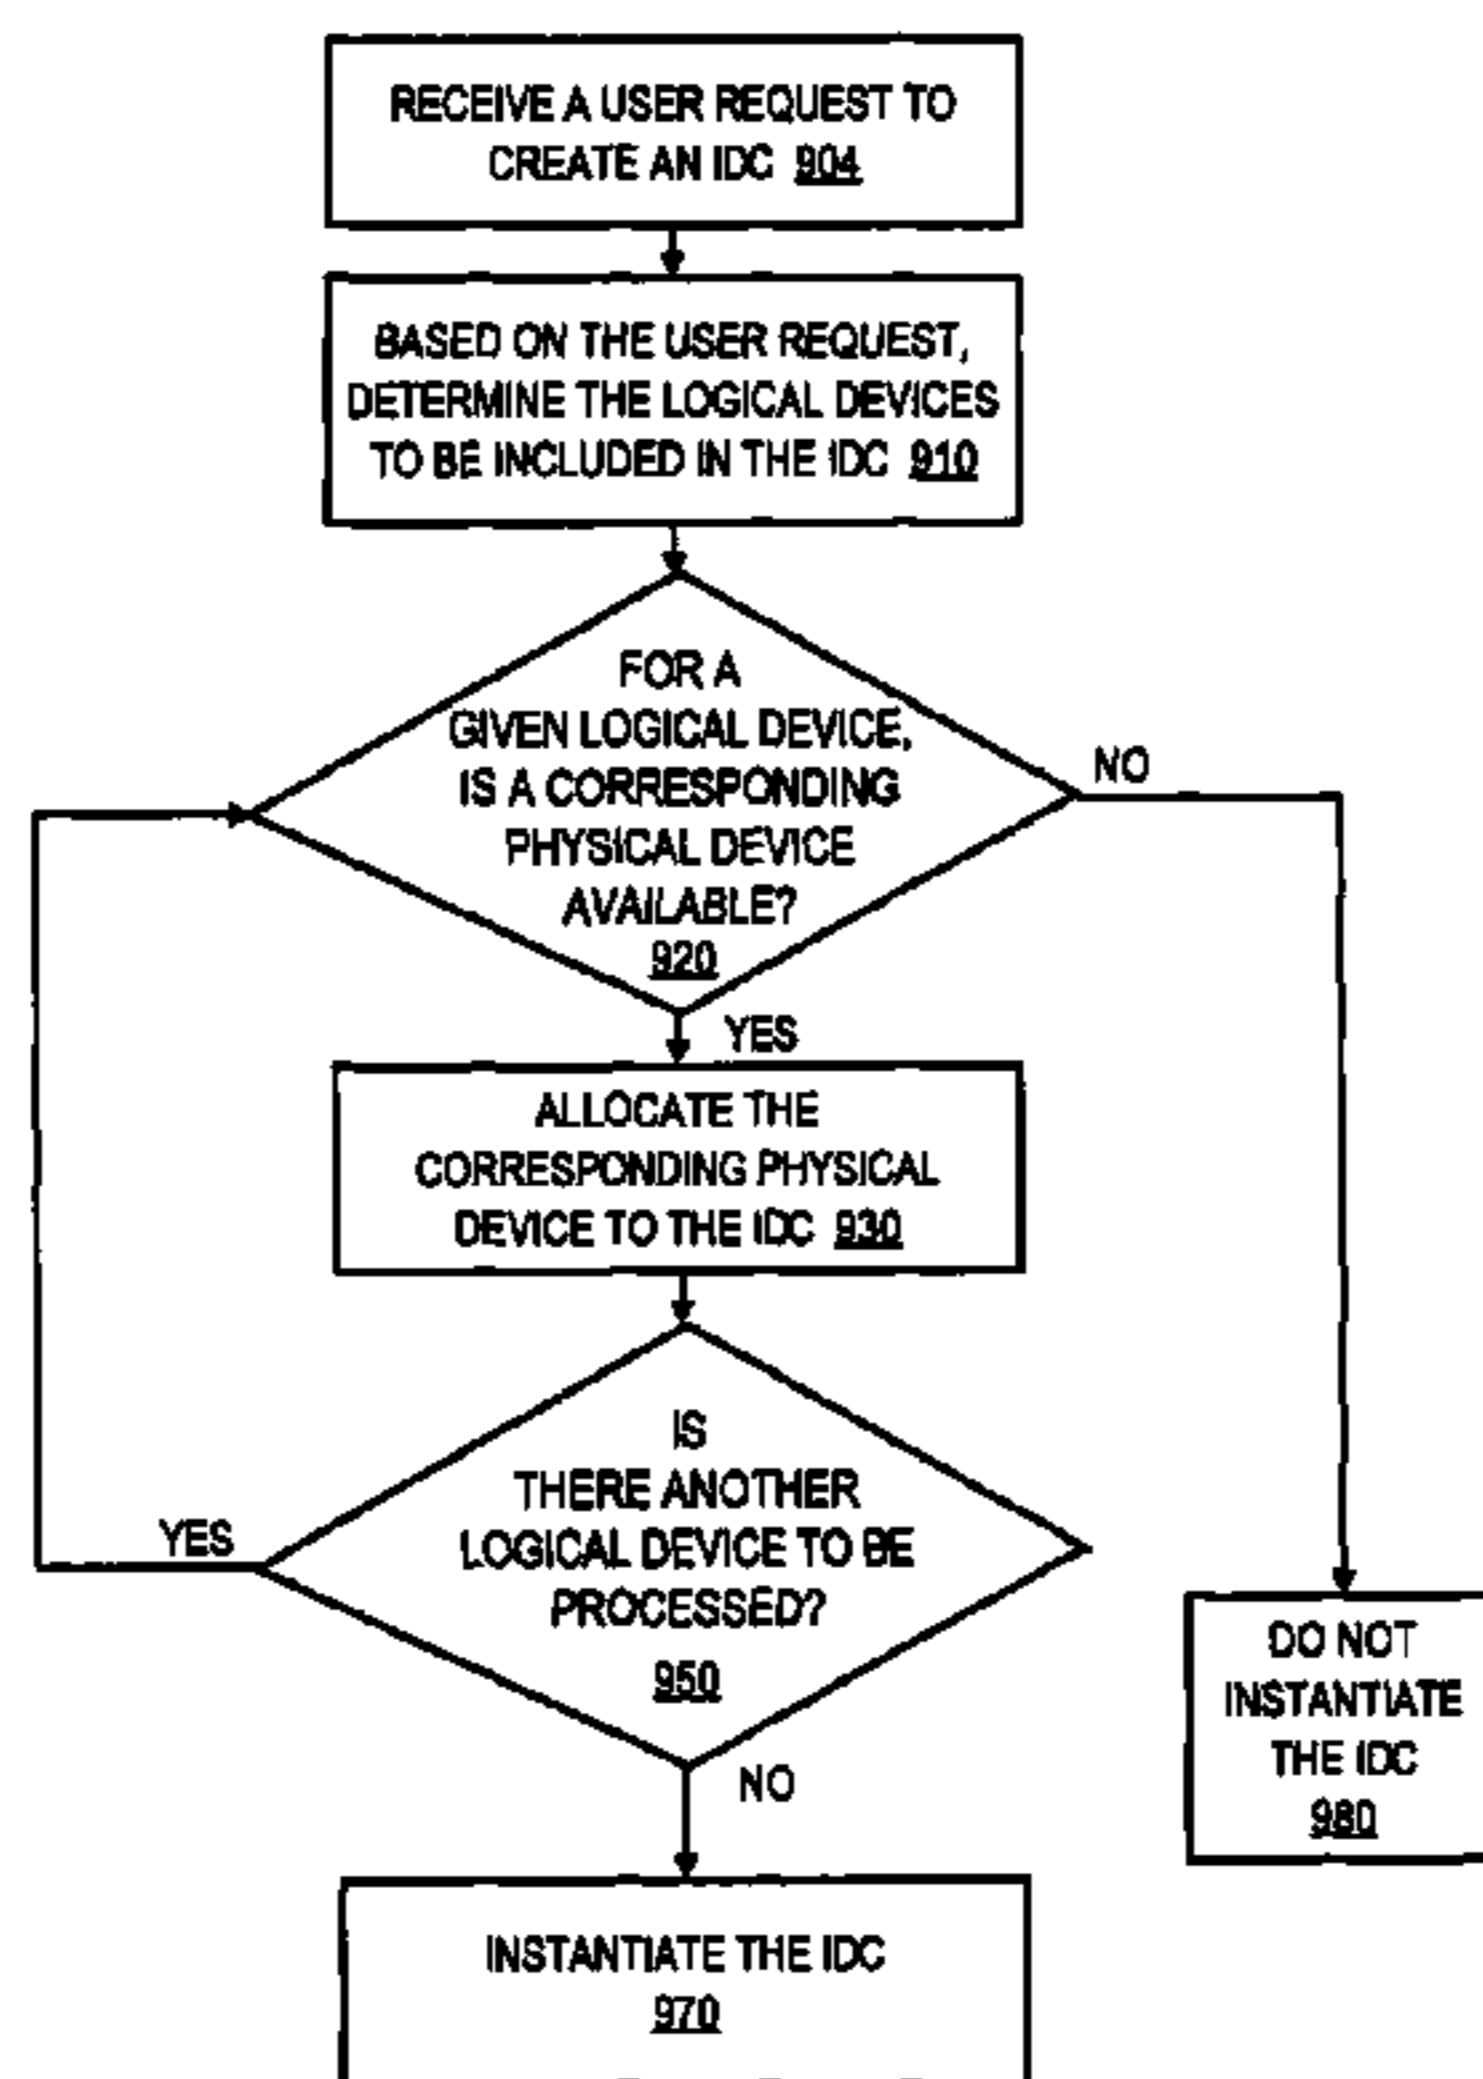 RECEIVE A USER REQUEST TO
CREATE AN IDC 904
BASED ON THE USER REQUEST,
DETERMINE THE LOGICAL DEVICES
TO BE INCLUDED IN THE IDC 910
FOR A
GIVEN LOGICAL DEVICE,
IS A CORRESPONDING
PHYSICAL DEVICE
AVAILABLE?
920
NO
YES
ALLOCATE THE
CORRESPONDING PHYSICAL
DEVICE TO THE IDC 930
IS
THERE ANOTHER
LOGICAL DEVICE TO BE
PROCESSED?
950
YES
NO
DO NOT
INSTANTIATE
THE IDC
980
INSTANTIATE THE IDC
970